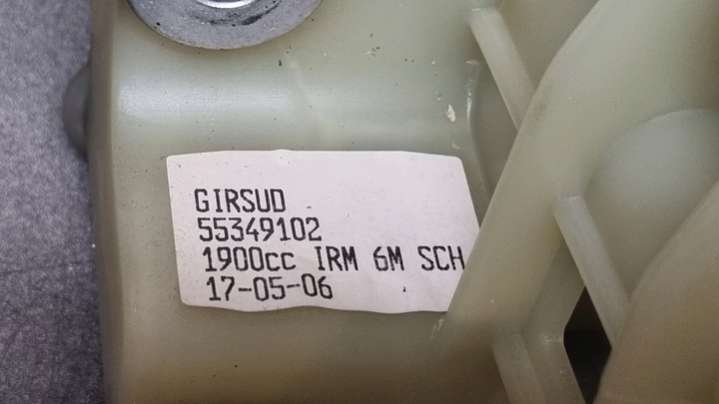 GIRSUD
55349102
1900cc IRM 6M SCH
17-05-06